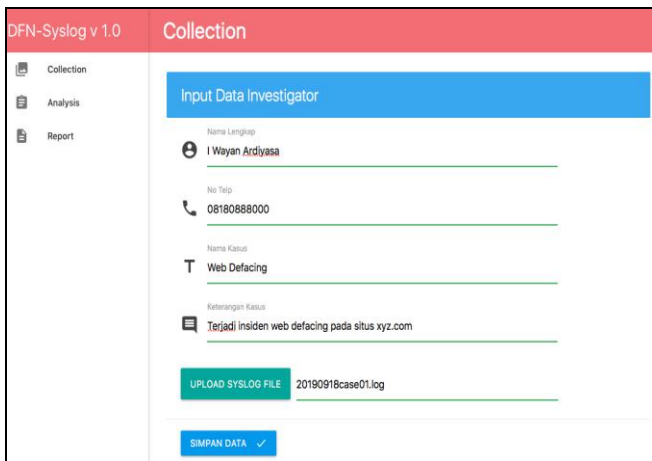 DFN-Syslog v 1.0
Collection
Collection
Analysis
Report
Input Data Investigator
Nama Lengkap
I Wayan Ardiyasa
No Telp
08180888000
Nama Kasus
Web Defacing
Keterangan Kasus
Terjadi insiden web defacing pada situs xyz.com
UPLOAD SYSLOG FILE
20190918case01.log
SIMPAN DATA